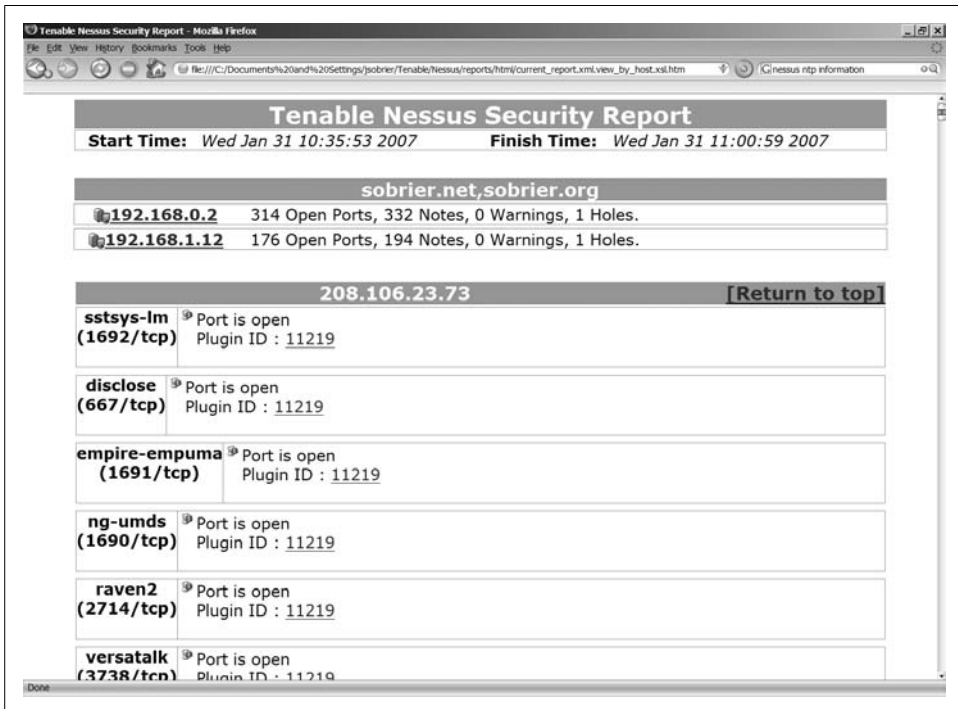 Tenable Nessus Security Report - Mozilla Firefox
File Edit View History Bookmarks Tools Help
file:///C:/Documents%20and%20Settings/jsobrier/Tenable/Nessus/reports/html/current_report.xml.view_by_host.xsl.htm
nessus ntp information
Tenable Nessus Security Report
Start Time: Wed Jan 31 10:35:53 2007 Finish Time: Wed Jan 31 11:00:59 2007
sobrier.net,sobrier.org
192.168.0.2 314 Open Ports, 332 Notes, 0 Warnings, 1 Holes.
192.168.1.12 176 Open Ports, 194 Notes, 0 Warnings, 1 Holes.
208.106.23.73 [Return to top]
sstsys-lm Port is open
(1692/tcp) Plugin ID : 11219
disclose Port is open
(667/tcp) Plugin ID : 11219
empire-empuma Port is open
(1691/tcp) Plugin ID : 11219
ng-umds Port is open
(1690/tcp) Plugin ID : 11219
raven2 Port is open
(2714/tcp) Plugin ID : 11219
versatalk Port is open
(3738/tcp) Plugin ID : 11219
Done